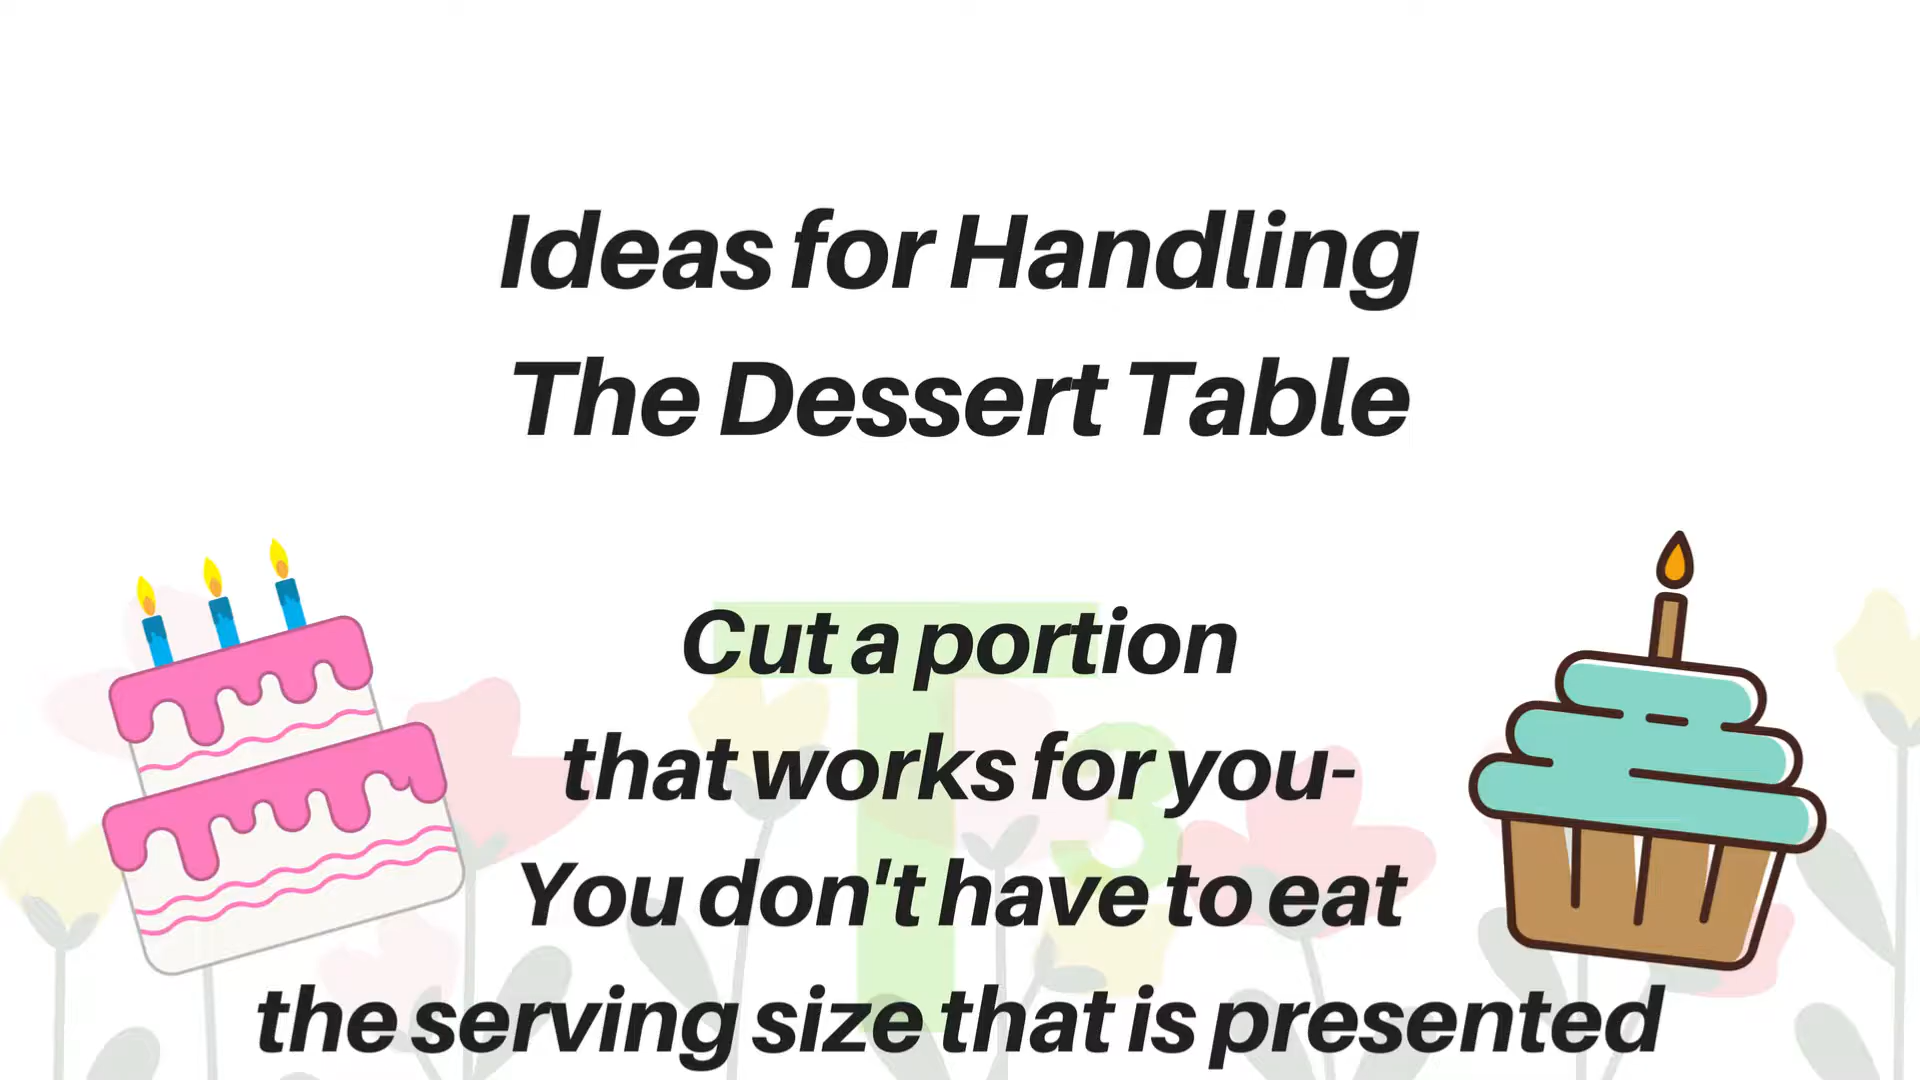 Ideas for Handling
The Dessert Table
Cut a portion
that works for you-
You don't have to eat
the serving size that is presented
T3